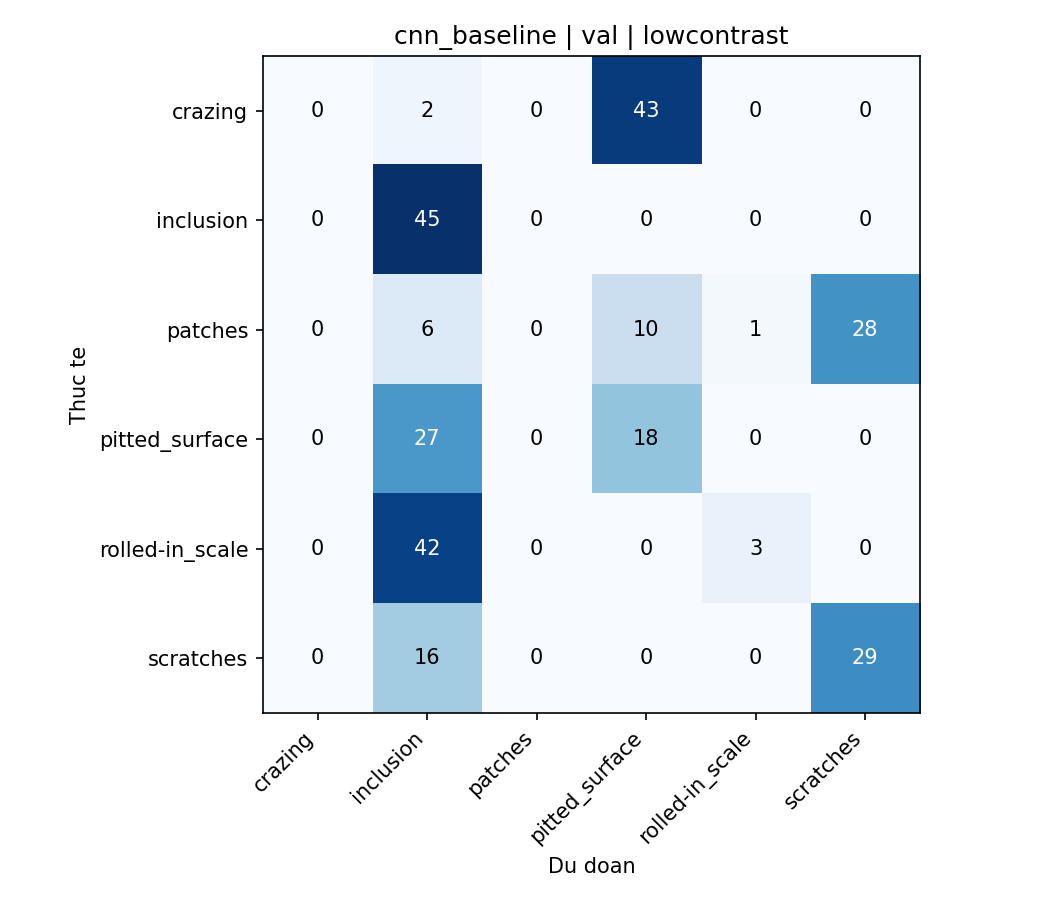 cnn_baseline | val | lowcontrast
crazing 0 2 0 43 0 0
inclusion 0 45 0 0 0 0
patches 0 6 0 10 1 28
pitted_surface 0 27 0 18 0 0
rolled-in_scale 0 42 0 0 3 0
scratches 0 16 0 0 0 29
Thuc te
crazing inclusion patches pitted_surface rolled-in_scale scratches
Du doan